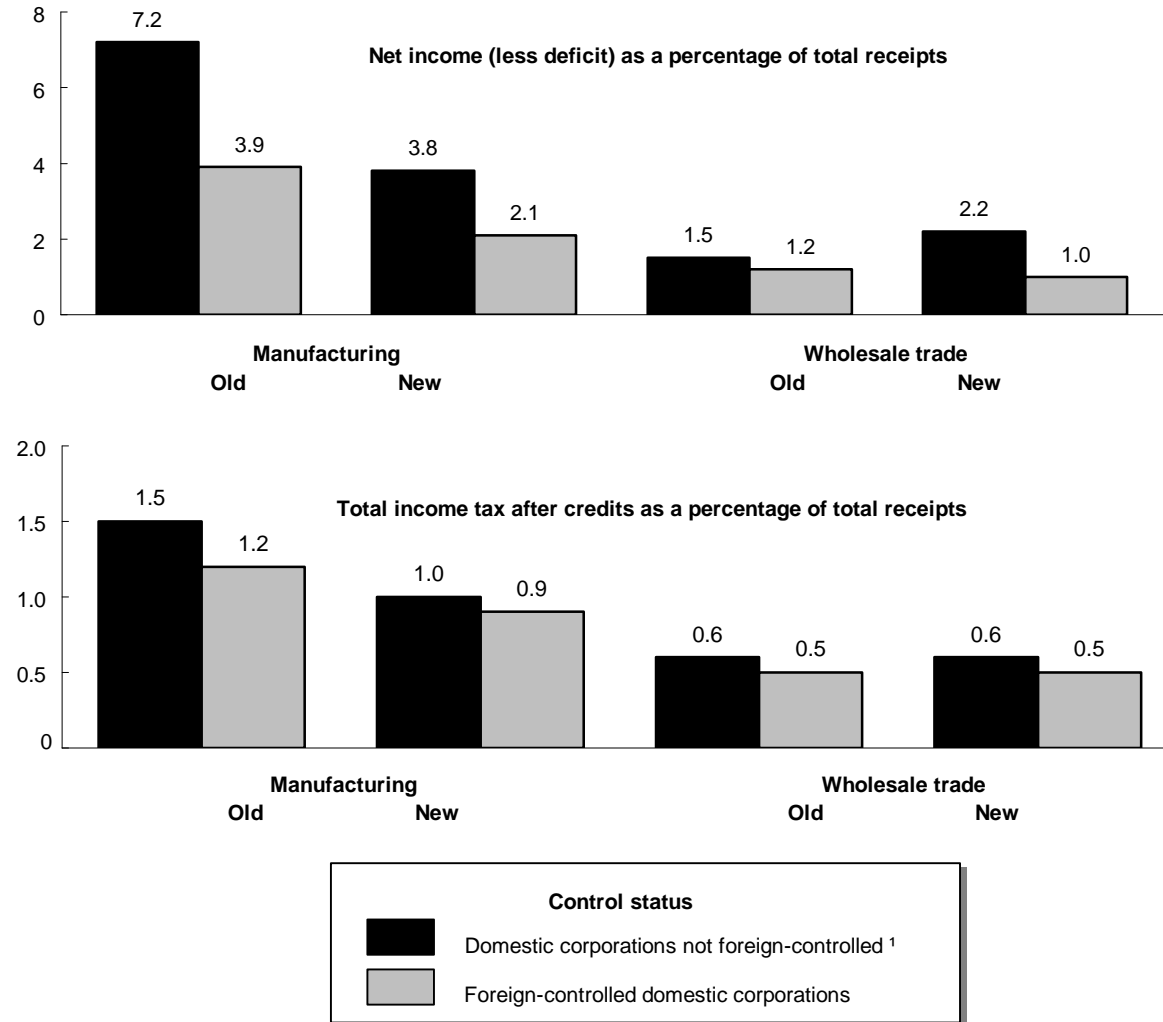 8
7.2
Net income (less deficit) as a percentage of total receipts
6
3.9
3.8
4
2.2
2.1
1.5
2
1.2
1.0
0
Manufacturing Wholesale trade
Old New Old New
2.0
1.5
Total income tax after credits as a percentage of total receipts
1.5
1.2
1.0
0.9
1.0
0.6 0.5 0.6 0.5
0.5
0
Manufacturing Wholesale trade
Old New Old New
Control status
Domestic corporations not foreign-controlled ¹
Foreign-controlled domestic corporations